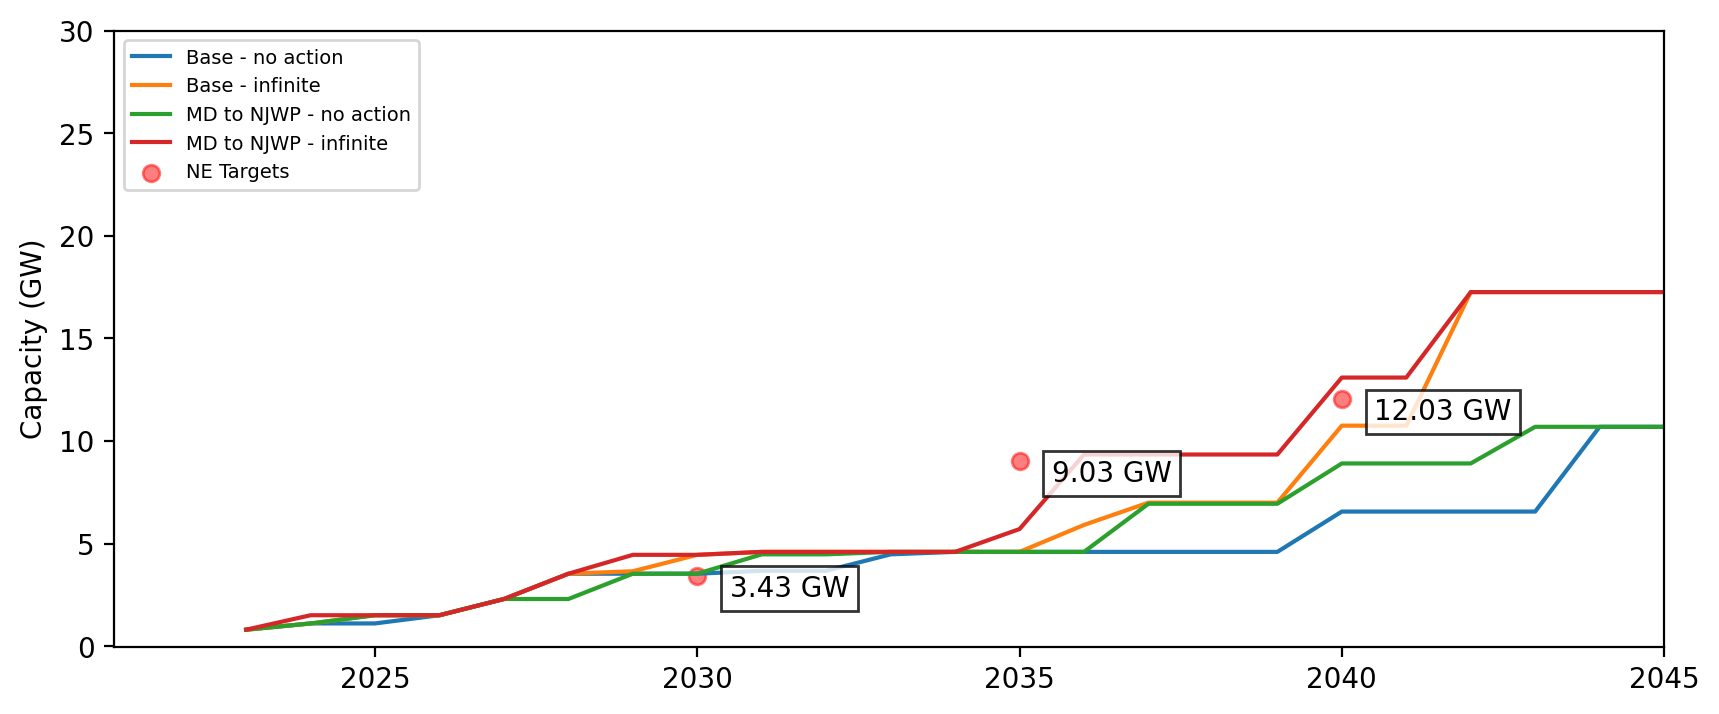 Base - no action
Base - infinite
MD to NJWP - no action
MD to NJWP - infinite
NE Targets
Capacity (GW)
30
25
20
15
10
5
0
3.43 GW
9.03 GW
12.03 GW
2025
2030
2035
2040
2045